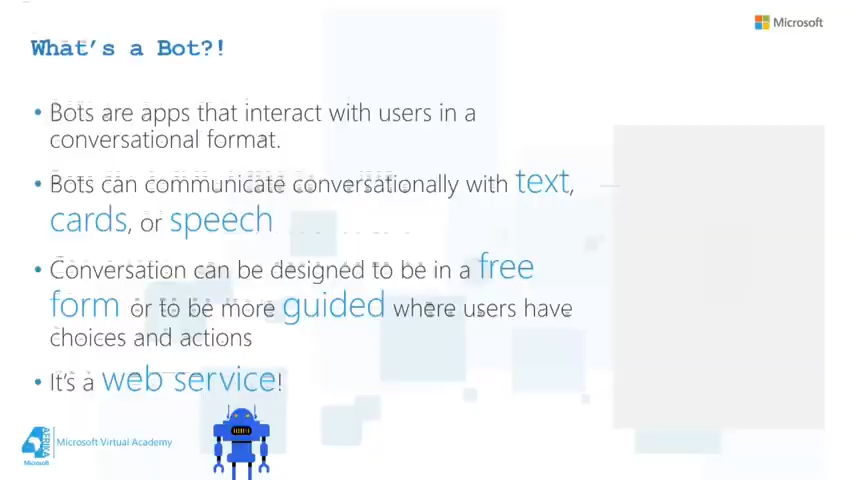 Microsoft
What's a Bot?!
• Bots are apps that interact with users in a
conversational format.
• Bots can communicate conversationally with text,
cards, or speech
• Conversation can be designed to be in a free
form or to be more guided where users have
choices and actions
• It's a web service!
4AFRIKA
Microsoft
Microsoft Virtual Academy